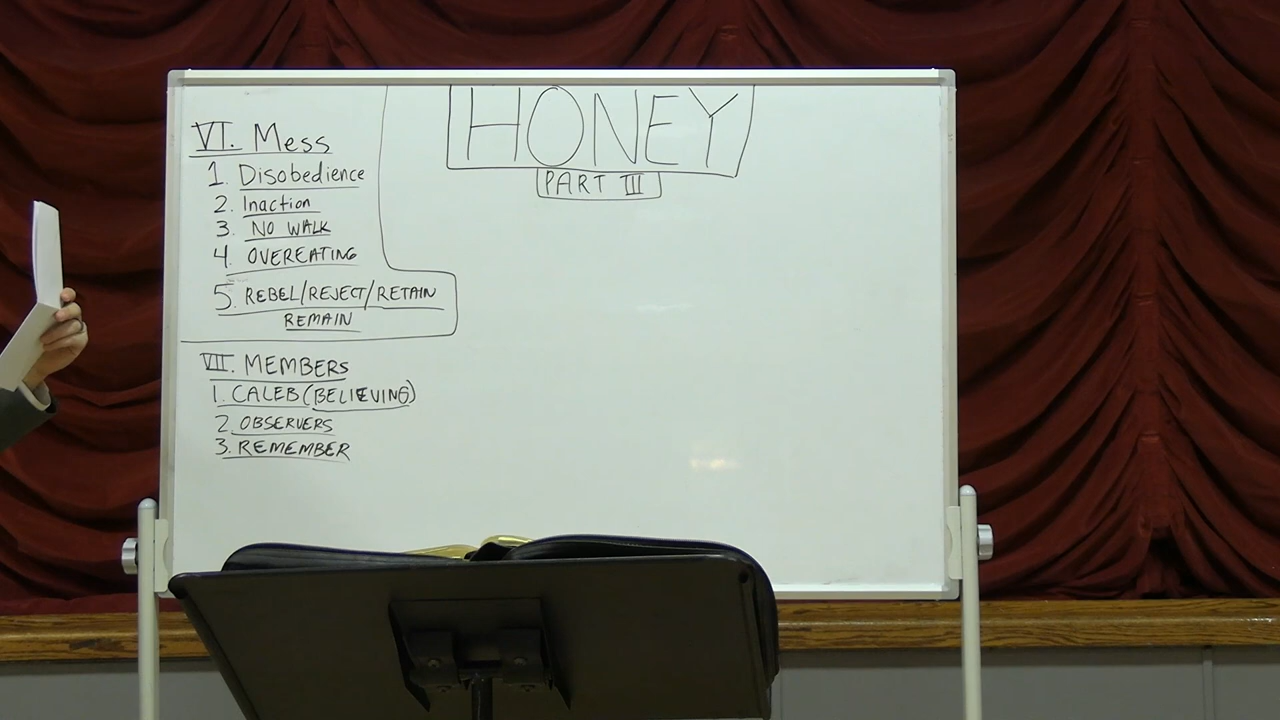 HONEY
PART III
VI. Mess
1. Disobedience
2. Inaction
3. NO WALK
4. OVEREATING
5. REBEL/REJECT/RETAIN
REMAIN
VII. MEMBERS
1. CALEB (BELIEVING)
2. OBSERVERS
3. REMEMBER